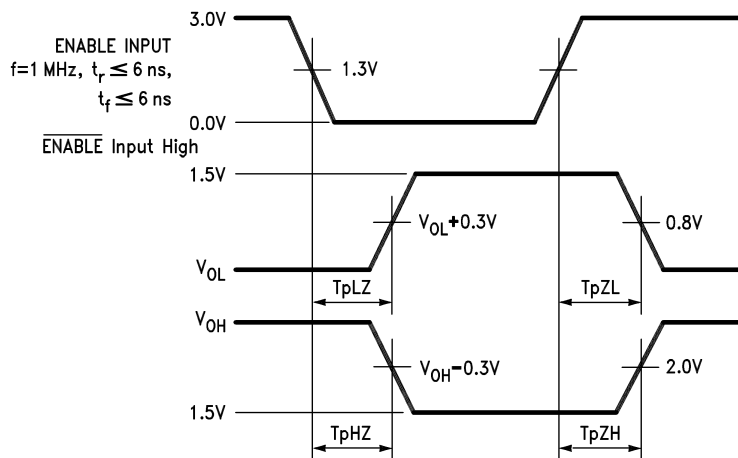 3.0V
ENABLE INPUT
f=1 MHz, tr ≤ 6 ns,
tf ≤ 6 ns
1.3V
0.0V
ENABLE Input High
1.5V
VOL+0.3V
0.8V
VOL
TpLZ
TpZL
VOH
VOH−0.3V
2.0V
1.5V
TpHZ
TpZH